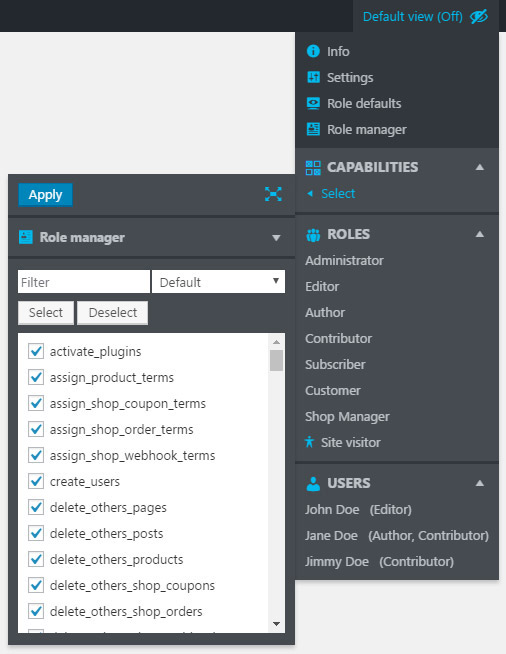 Default view (Off)
Info
Settings
Role defaults
Role manager
CAPABILITIES
Select
Apply
Role manager
Filter
Default
Select Deselect
activate_plugins
assign_product_terms
assign_shop_coupon_terms
assign_shop_order_terms
assign_shop_webhook_terms
create_users
delete_others_pages
delete_others_posts
delete_others_products
delete_others_shop_coupons
delete_others_shop_orders
ROLES
Administrator
Editor
Author
Contributor
Subscriber
Customer
Shop Manager
Site visitor
USERS
John Doe (Editor)
Jane Doe (Author, Contributor)
Jimmy Doe (Contributor)